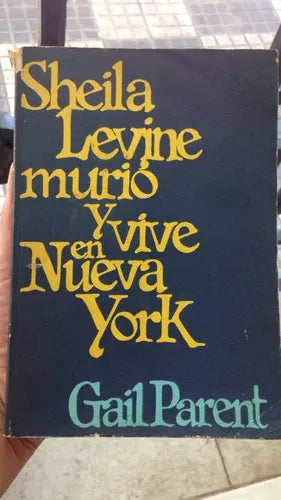 Sheila
Levine
murió
y vive
en
Nueva
York
Gail Parent